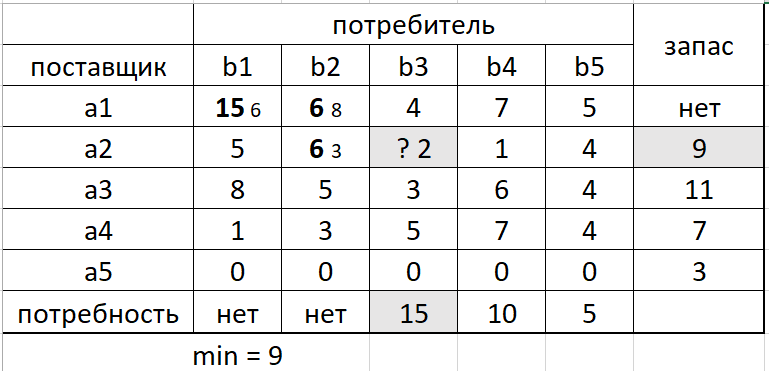 потребитель запас
поставщик b1 b2 b3 b4 b5
a1 15 6 6 8 4 7 5 нет
a2 5 6 3 ? 2 1 4 9
a3 8 5 3 6 4 11
a4 1 3 5 7 4 7
a5 0 0 0 0 0 3
потребность нет нет 15 10 5
min = 9